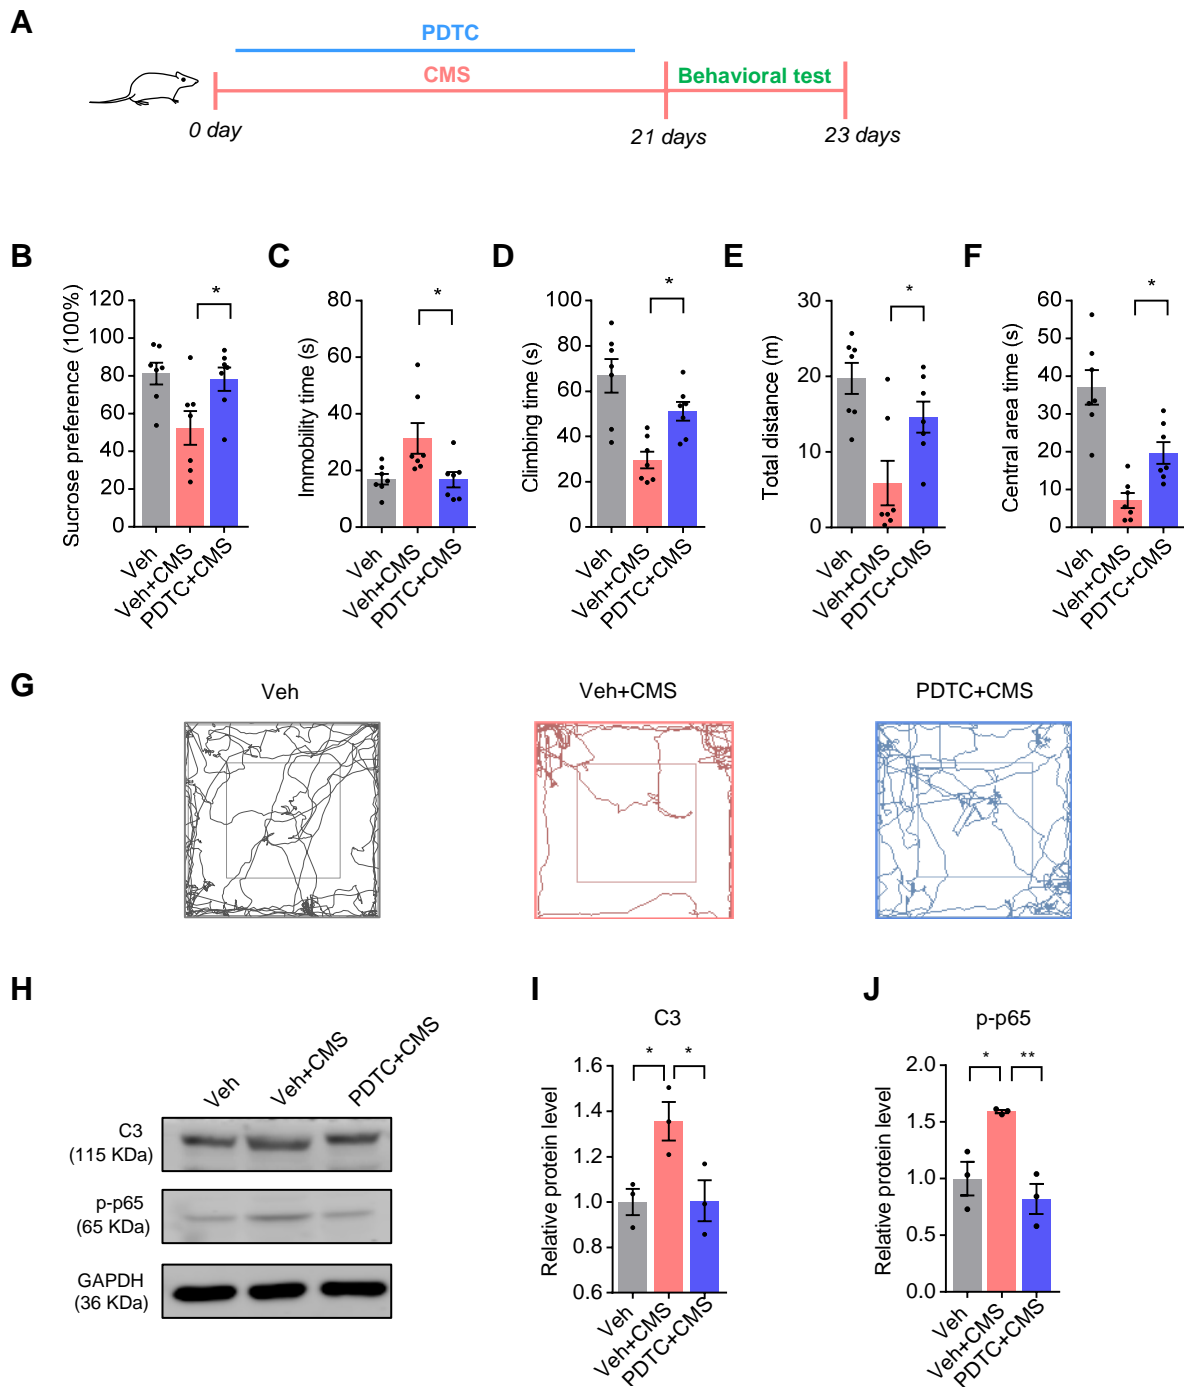 A
PDTC
CMS
Behavioral test
0 day
21 days
23 days
B
C
D
E
F
Sucrose preference (100%)
120
100
80
60
40
20
0
*
Veh
Veh+CMS
PDTC+CMS
Immobility time (s)
80
60
40
20
0
*
Veh
Veh+CMS
PDTC+CMS
Climbing time (s)
100
80
60
40
20
0
*
Veh
Veh+CMS
PDTC+CMS
Total distance (m)
30
20
10
0
*
Veh
Veh+CMS
PDTC+CMS
Central area time (s)
60
50
40
30
20
10
0
*
Veh
Veh+CMS
PDTC+CMS
G
Veh
Veh+CMS
PDTC+CMS
H
Veh
Veh+CMS
PDTC+CMS
C3
(115 KDa)
p-p65
(65 KDa)
GAPDH
(36 KDa)
I
C3
Relative protein level
1.6
1.4
1.2
1.0
0.8
0.6
*
*
Veh
Veh+CMS
PDTC+CMS
J
p-p65
Relative protein level
2.0
1.5
1.0
0.5
0.0
*
**
Veh
Veh+CMS
PDTC+CMS